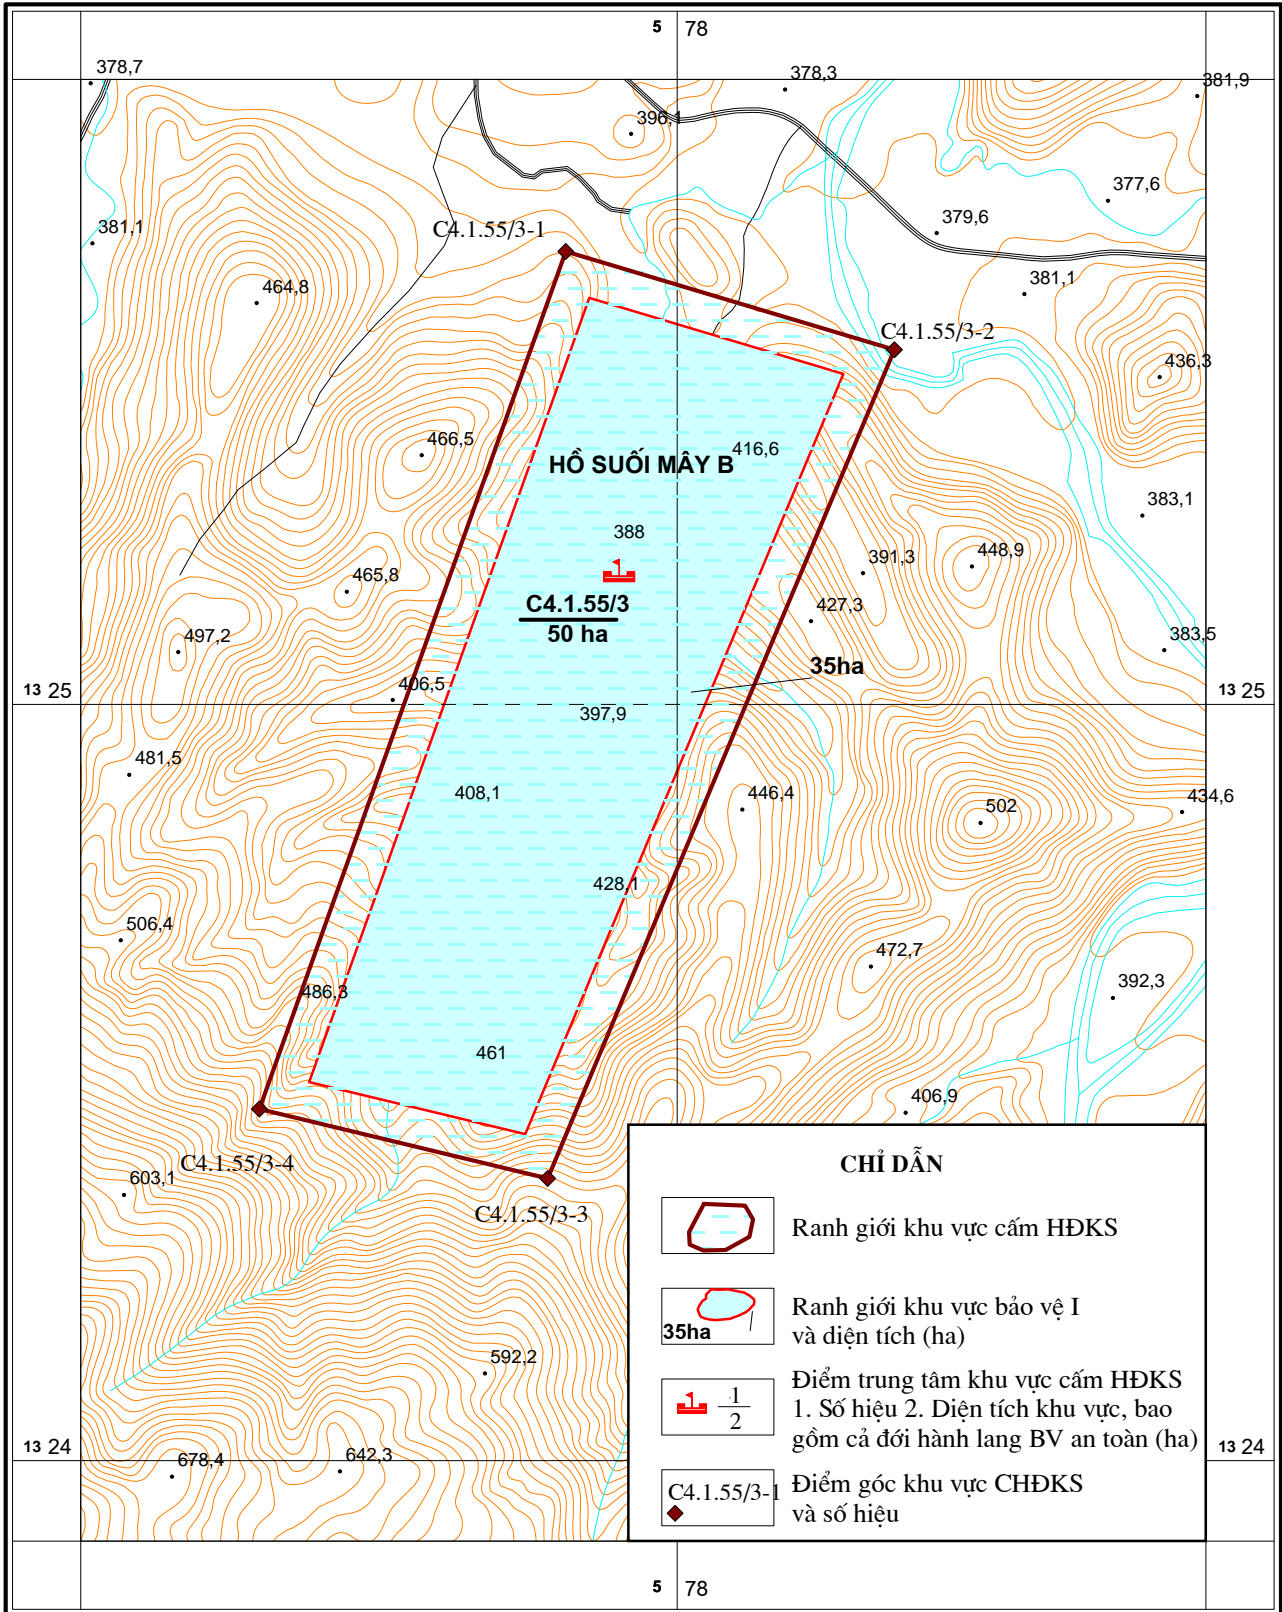 5 78
378,7
378,3
381,9
396,1
377,6
379,6
381,1
C4.1.55/3-1
464,8
381,1
C4.1.55/3-2
436,3
466,5
416,6
HỒ SUỐI MÂY B
383,1
388
448,9
391,3
465,8
C4.1.55/3
50 ha
427,3
497,2
383,5
35ha
13 25
406,5
13 25
397,9
481,5
408,1
446,4
502
434,6
428,1
506,4
472,7
486,3
392,3
461
406,9
C4.1.55/3-4
603,1
C4.1.55/3-3
CHỈ DẪN
Ranh giới khu vực cấm HĐKS
35ha
Ranh giới khu vực bảo vệ I
và diện tích (ha)
1
2
Điểm trung tâm khu vực cấm HĐKS
1. Số hiệu 2. Diện tích khu vực, bao
gồm cả đới hành lang BV an toàn (ha)
C4.1.55/3-1
Điểm góc khu vực CHĐKS
và số hiệu
592,2
13 24
678,4
642,3
13 24
5 78